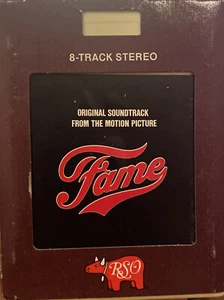 8-TRACK STEREO
ORIGINAL SOUNDTRACK
FROM THE MOTION PICTURE
Fame
RSO